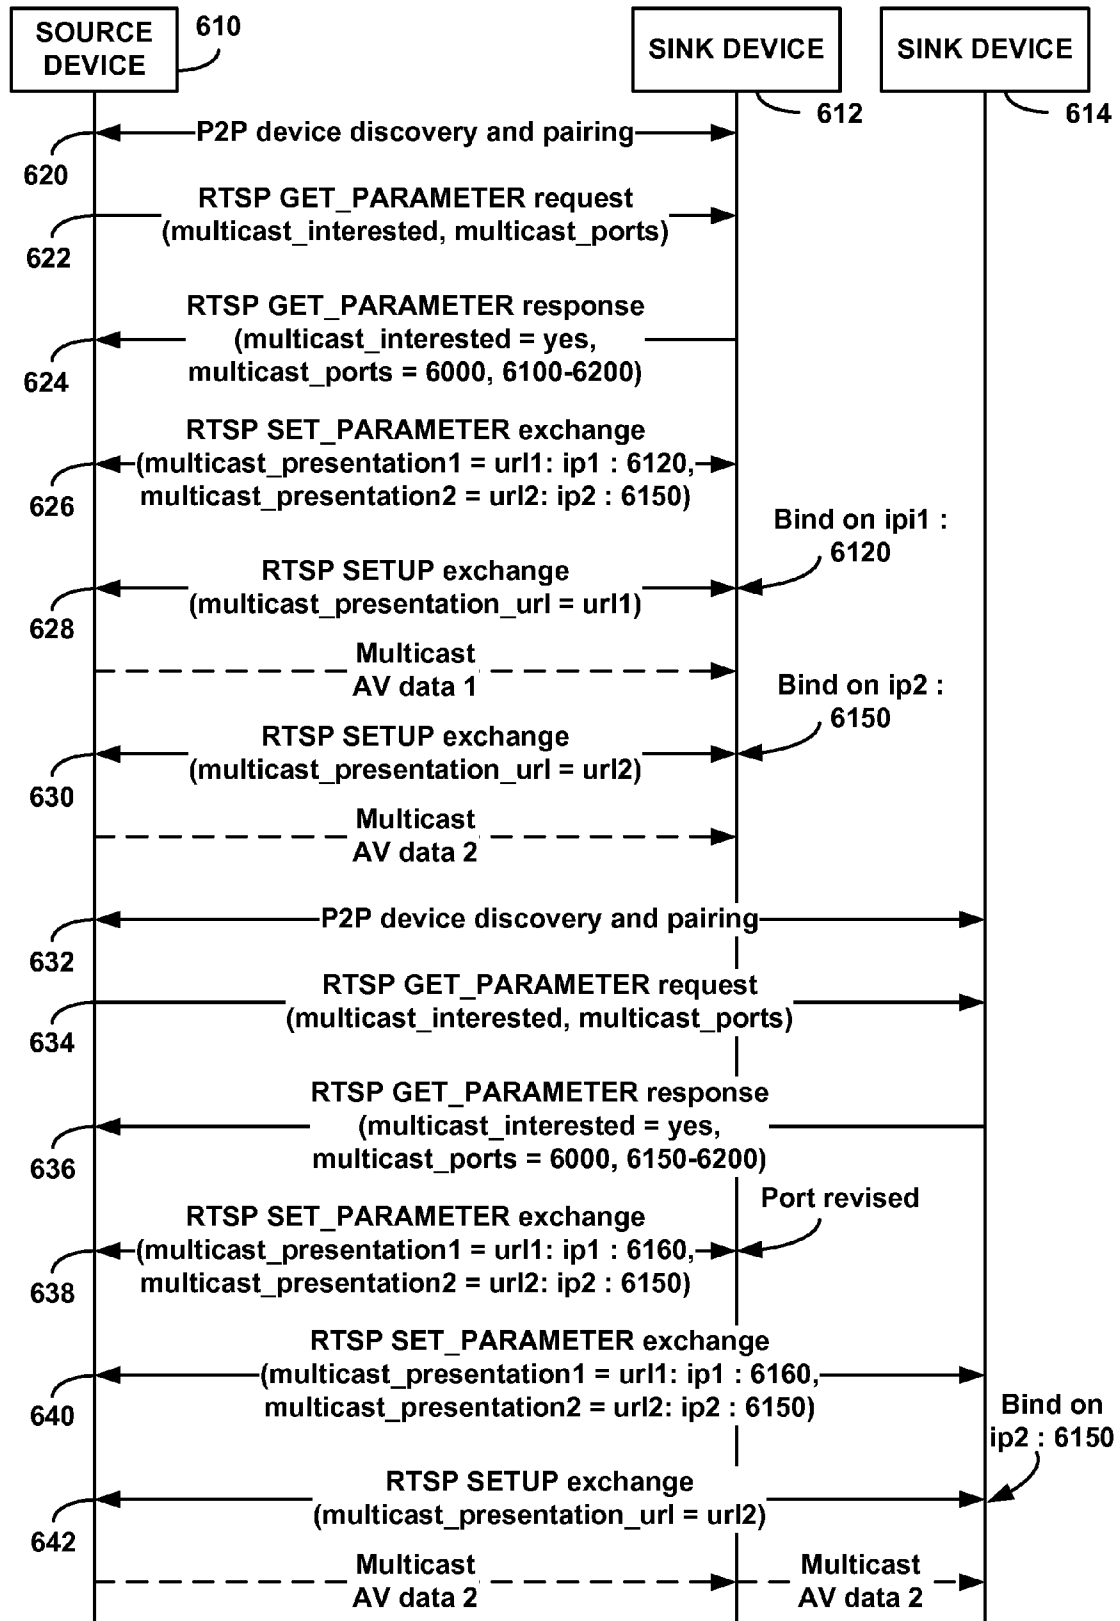 SOURCE
DEVICE
610
SINK DEVICE
612
SINK DEVICE
614
P2P device discovery and pairing
620
RTSP GET_PARAMETER request
(multicast_interested, multicast_ports)
622
RTSP GET_PARAMETER response
(multicast_interested = yes,
multicast_ports = 6000, 6100-6200)
624
RTSP SET_PARAMETER exchange
(multicast_presentation1 = url1: ip1 : 6120,
multicast_presentation2 = url2: ip2 : 6150)
626
Bind on ipi1 :
6120
RTSP SETUP exchange
(multicast_presentation_url = url1)
628
Multicast
AV data 1
Bind on ip2 :
6150
RTSP SETUP exchange
(multicast_presentation_url = url2)
630
Multicast
AV data 2
P2P device discovery and pairing
632
RTSP GET_PARAMETER request
(multicast_interested, multicast_ports)
634
RTSP GET_PARAMETER response
(multicast_interested = yes,
multicast_ports = 6000, 6150-6200)
636
Port revised
RTSP SET_PARAMETER exchange
(multicast_presentation1 = url1: ip1 : 6160,
multicast_presentation2 = url2: ip2 : 6150)
638
RTSP SET_PARAMETER exchange
(multicast_presentation1 = url1: ip1 : 6160,
multicast_presentation2 = url2: ip2 : 6150)
640
Bind on
ip2 : 6150
RTSP SETUP exchange
(multicast_presentation_url = url2)
642
Multicast
AV data 2
Multicast
AV data 2